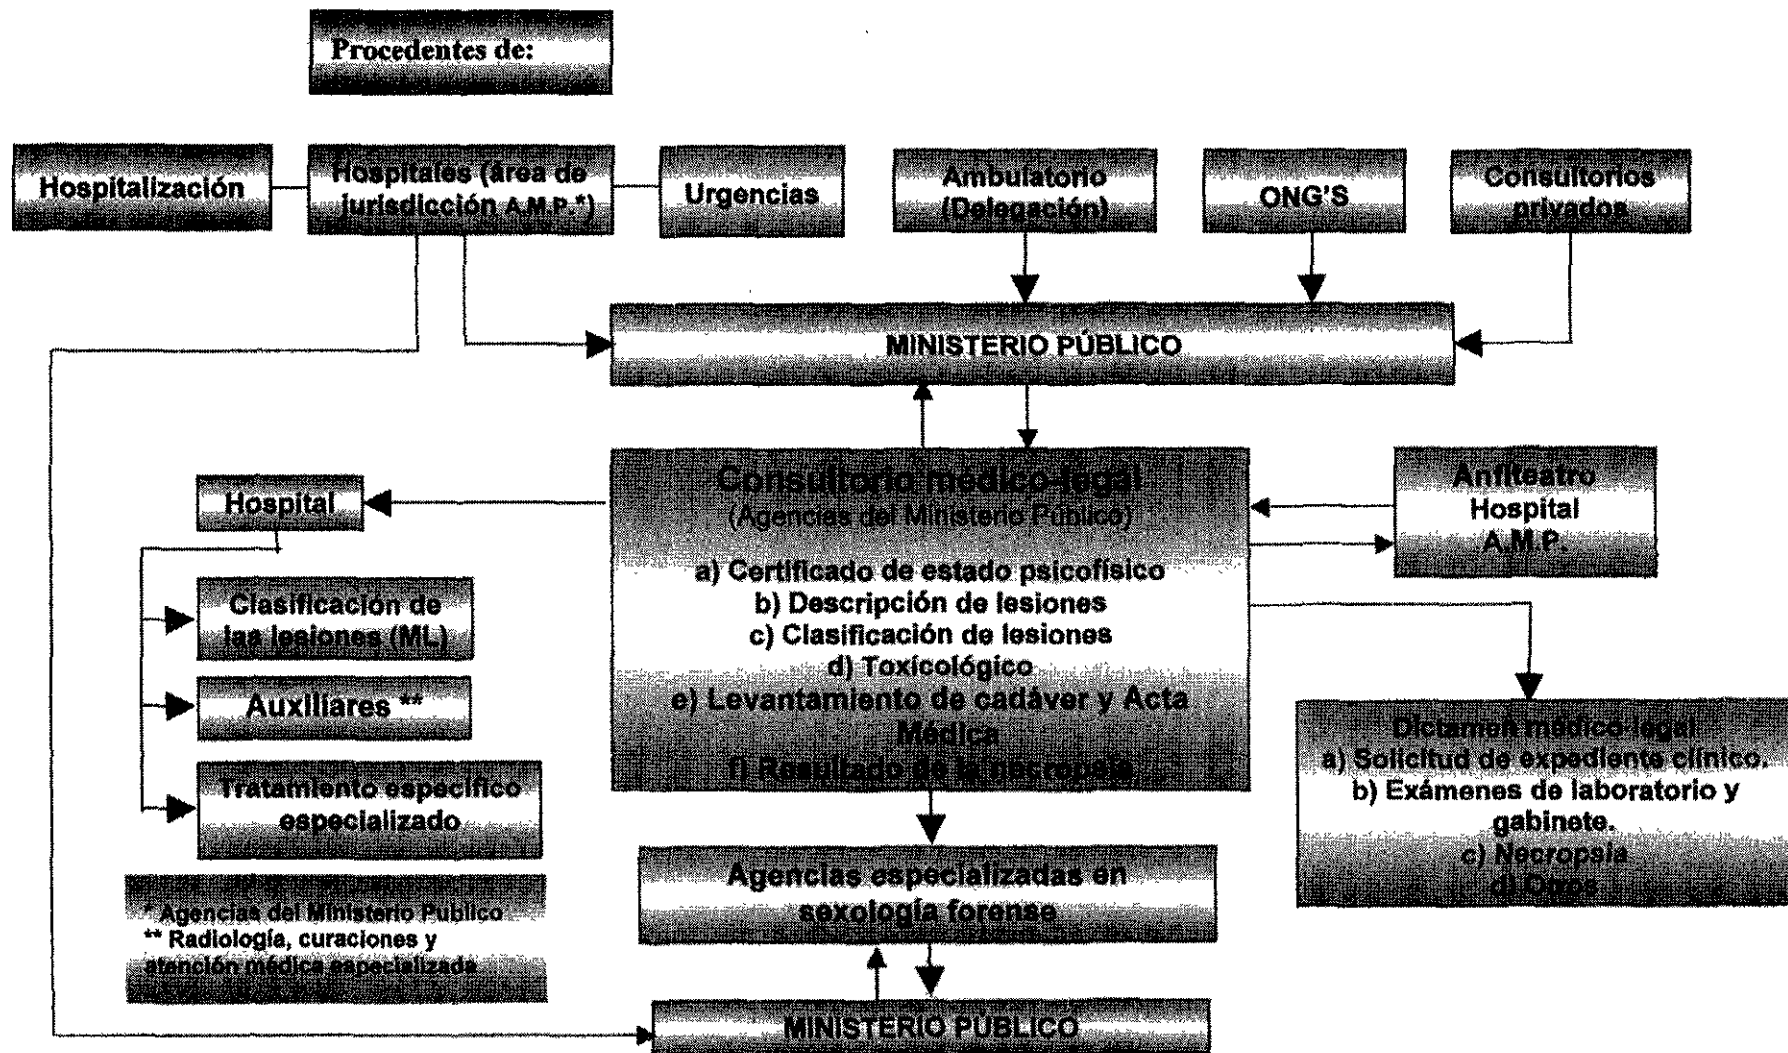 Procedentes de:
Hospitalización
Hospitales (área de
jurisdicción A.M.P.*)
Urgencias
Ambulatorio
(Delegación)
ONG'S
Consultorios
privados
MINISTERIO PÚBLICO
Hospital
Consultorio médico-legal
(Agencias del Ministerio Público)
a) Certificado de estado psicofísico
b) Descripción de lesiones
c) Clasificación de lesiones
d) Toxicológico
e) Levantamiento de cadáver y Acta
Médica
f) Resultado de la necropsia
Anfiteatro
Hospital
A.M.P.
Clasificación de
las lesiones (ML)
Auxiliares **
Tratamiento específico
especializado
Dictamen médico-legal
a) Solicitud de expediente clínico.
b) Exámenes de laboratorio y
gabinete.
c) Necropsia
d) Otros
* Agencias del Ministerio Publico
** Radiología, curaciones y
atención médica especializada
Agencias especializadas en
sexología forense
MINISTERIO PÚBLICO